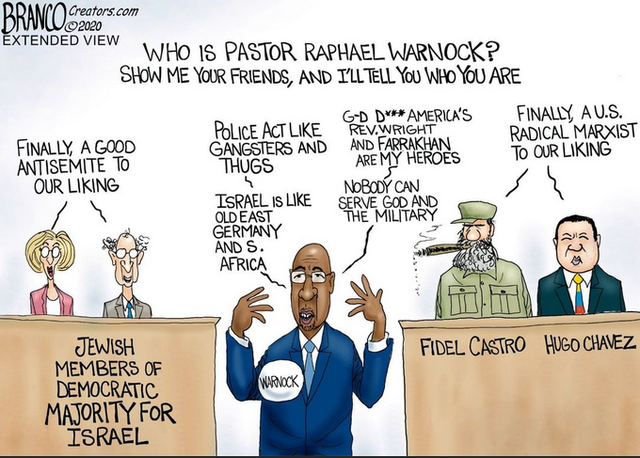 BRANCO Creators.com
©2020
EXTENDED VIEW
WHO IS PASTOR RAPHAEL WARNOCK?
SHOW ME YOUR FRIENDS, AND I'LL TELL YOU WHO YOU ARE
FINALLY, A GOOD
ANTISEMITE TO
OUR LIKING
POLICE ACT LIKE
GANGSTERS AND
THUGS
ISRAEL IS LIKE
OLD EAST
GERMANY
AND S.
AFRICA
G-D D*** AMERICA'S
REV. WRIGHT
AND FARRAKHAN
ARE MY HEROES
NOBODY CAN
SERVE GOD AND
THE MILITARY
FINALLY, A U.S.
RADICAL MARXIST
TO OUR LIKING
JEWISH
MEMBERS OF
DEMOCRATIC
MAJORITY FOR
ISRAEL
WARNOCK
FIDEL CASTRO HUGO CHAVEZ